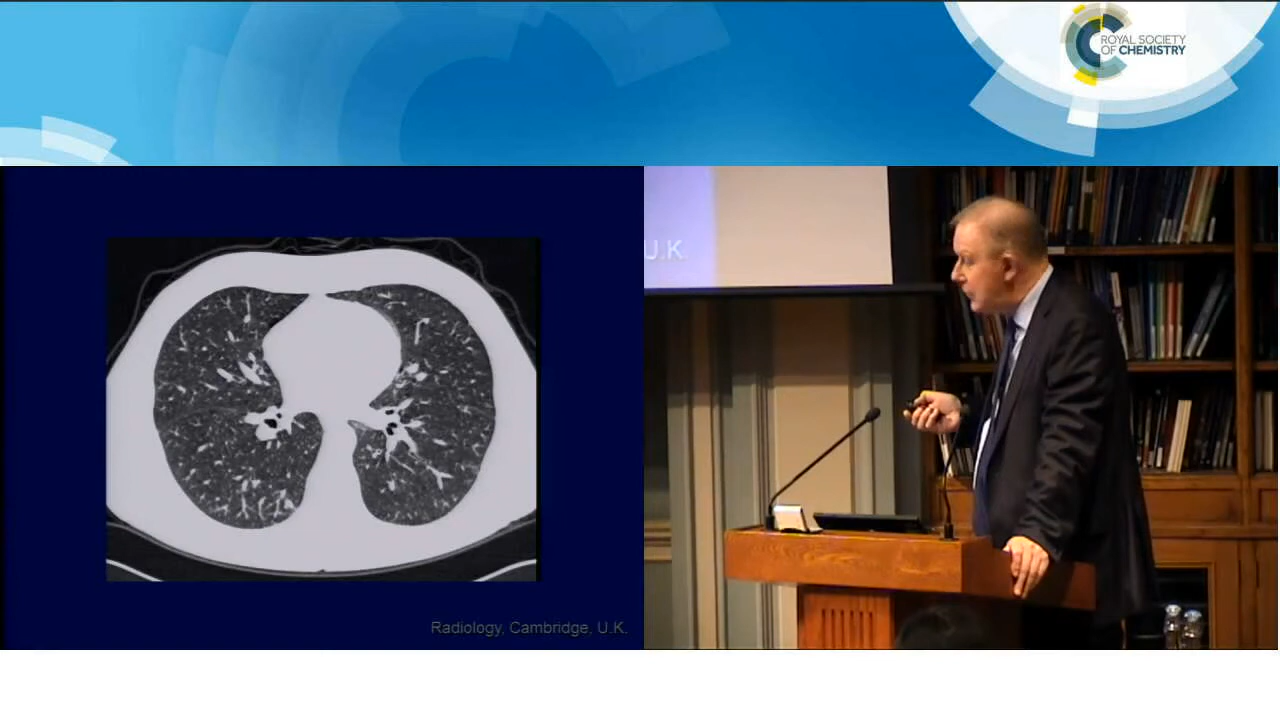 ROYAL SOCIETY
OF CHEMISTRY
U.K.
Radiology, Cambridge, U.K.